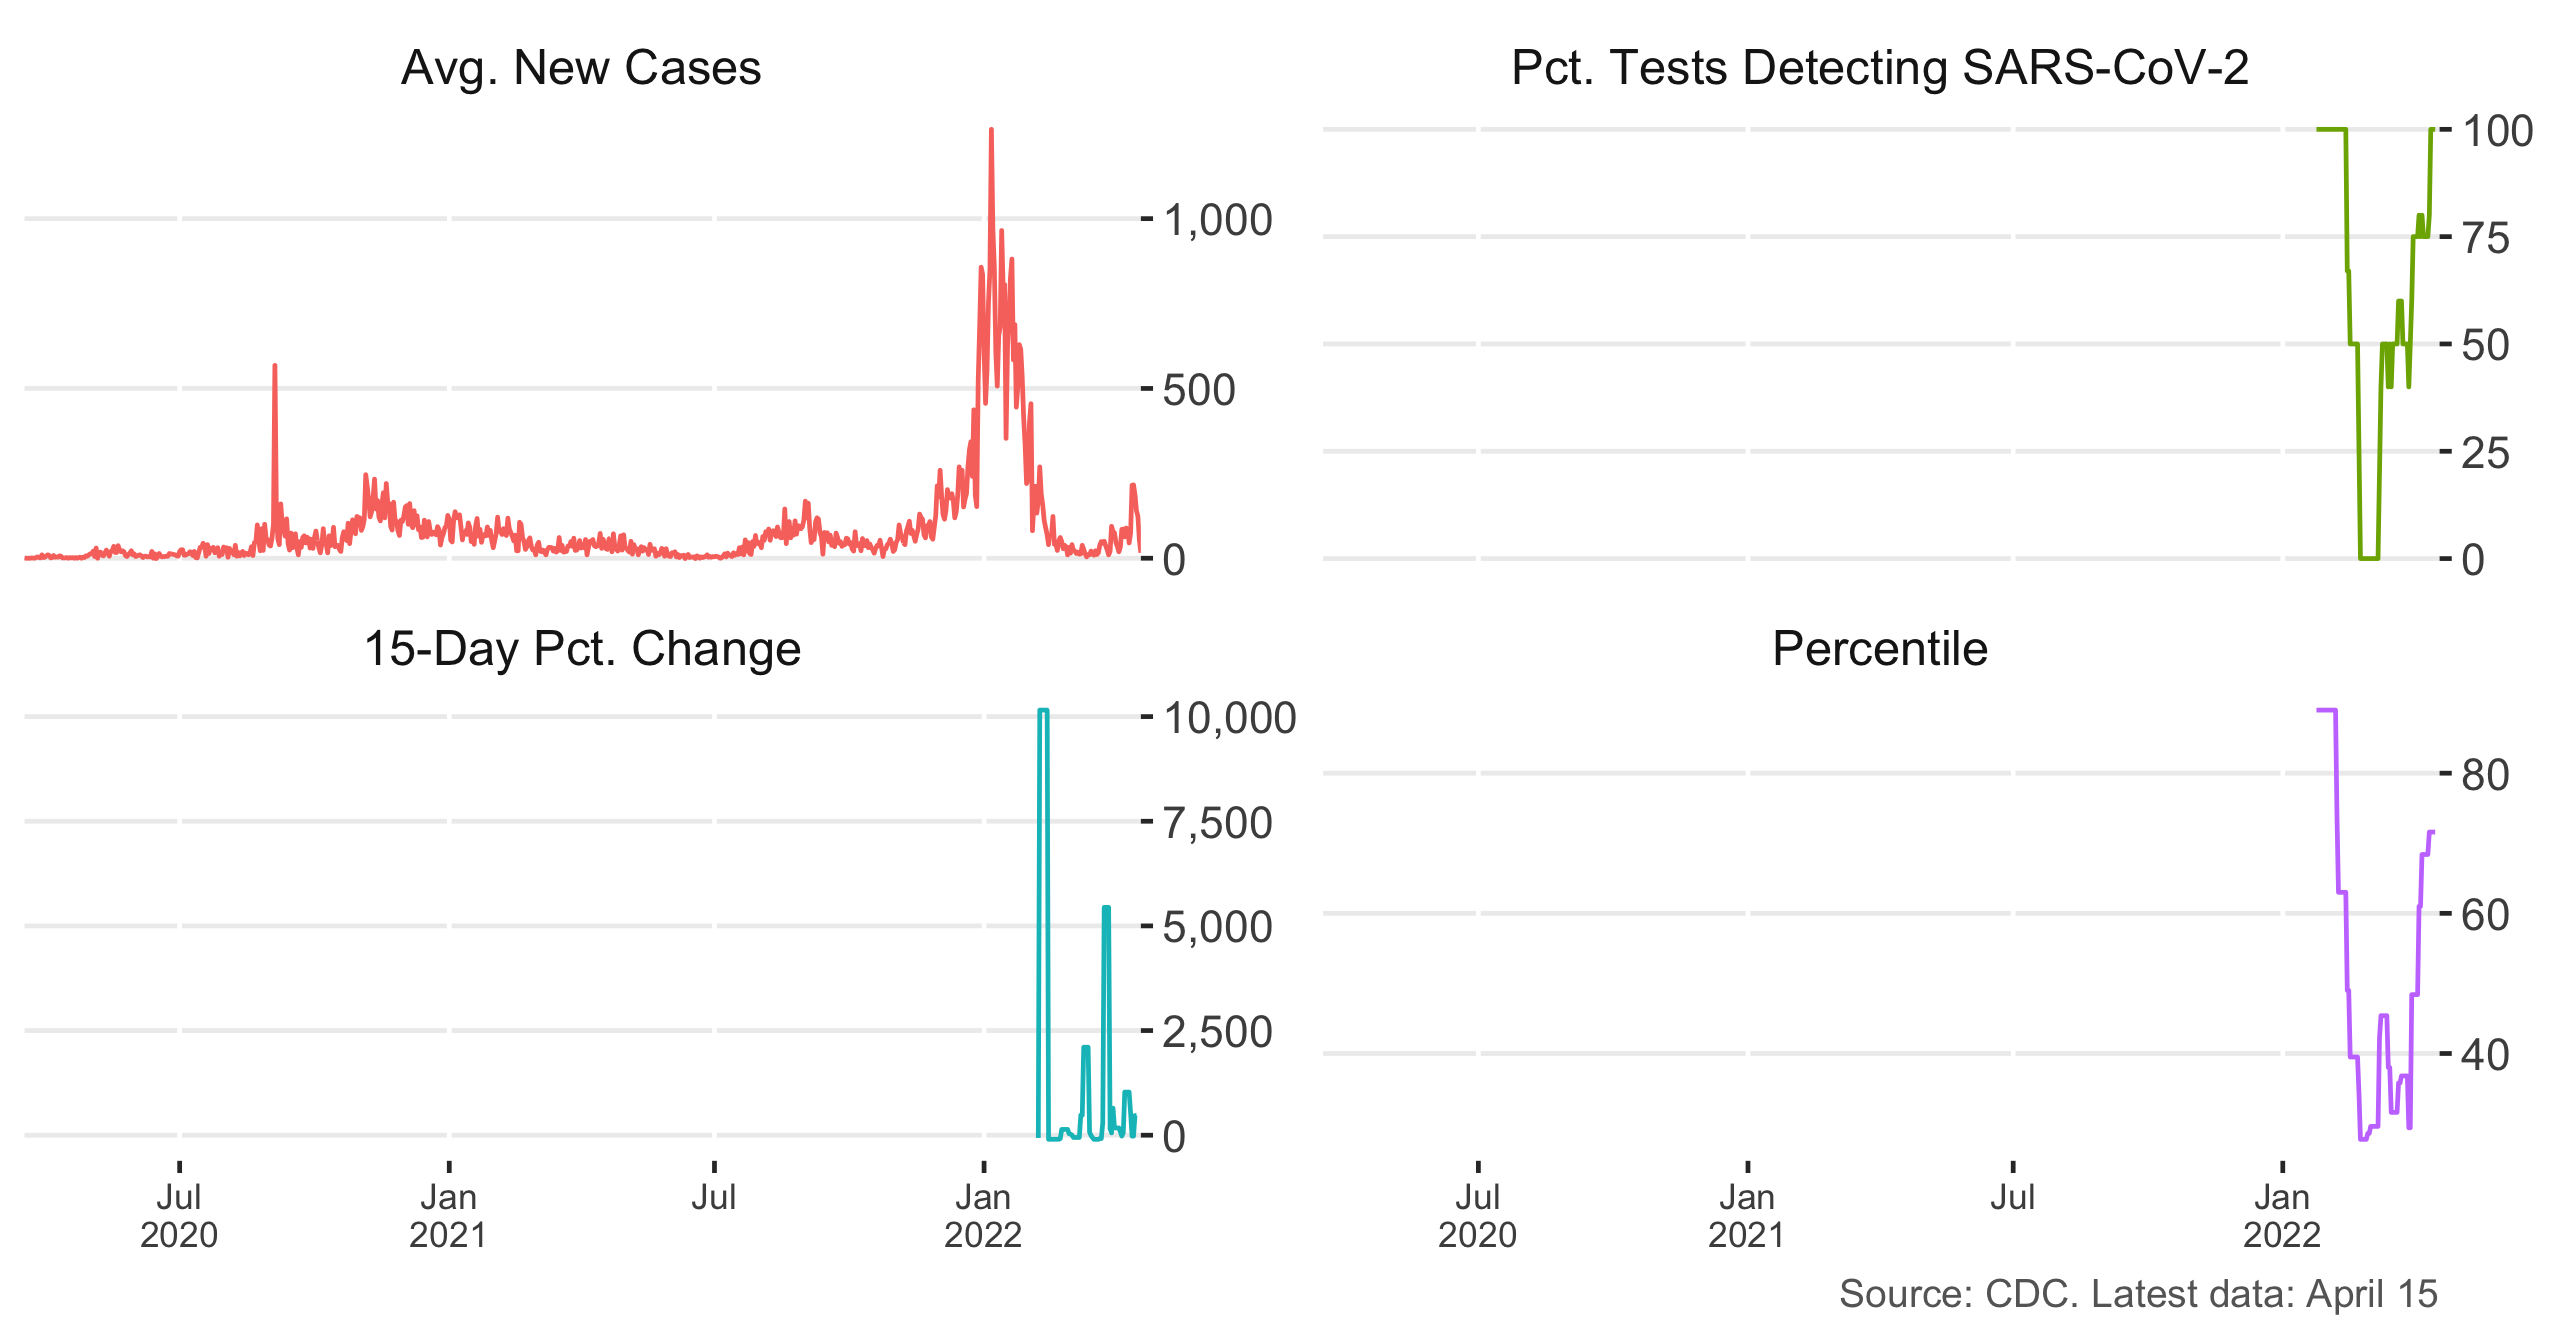 Avg. New Cases
1,000
500
0
Pct. Tests Detecting SARS-CoV-2
100
75
50
25
0
15-Day Pct. Change
10,000
7,500
5,000
2,500
0
Jul
2020
Jan
2021
Jul
Jan
2022
Percentile
80
60
40
Jul
2020
Jan
2021
Jul
Jan
2022
Source: CDC. Latest data: April 15